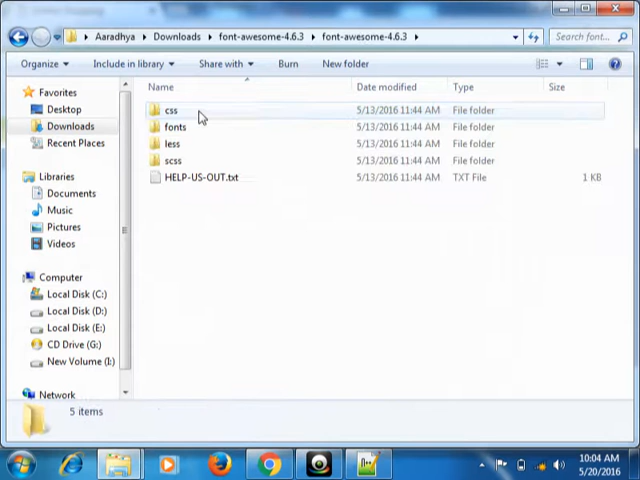 Aaradhya Downloads font-awesome-4.6.3 font-awesome-4.6.3
Search font...
Organize Include in library Share with Burn New folder
Name Date modified Type Size
Favorites
Desktop
Downloads
Recent Places
Libraries
Documents
Music
Pictures
Videos
Computer
Local Disk (C:)
Local Disk (D:)
Local Disk (E:)
CD Drive (G:)
New Volume (I:)
Network
css 5/13/2016 11:44 AM File folder
fonts 5/13/2016 11:44 AM File folder
less 5/13/2016 11:44 AM File folder
scss 5/13/2016 11:44 AM File folder
HELP-US-OUT.txt 5/13/2016 11:44 AM TXT File 1 KB
5 items
10:04 AM
5/20/2016